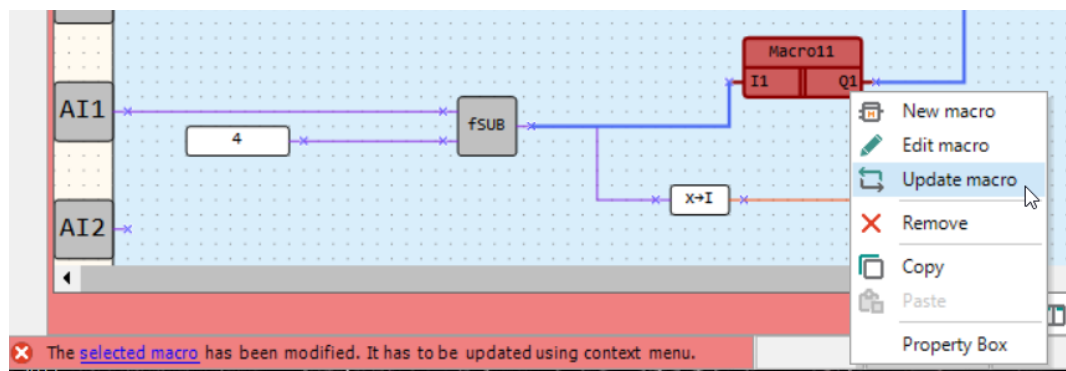 Macro11
I1 Q1
AI1
4
fSUB
x→I
AI2
New macro
Edit macro
Update macro
Remove
Copy
Paste
Property Box
The selected macro has been modified. It has to be updated using context menu.